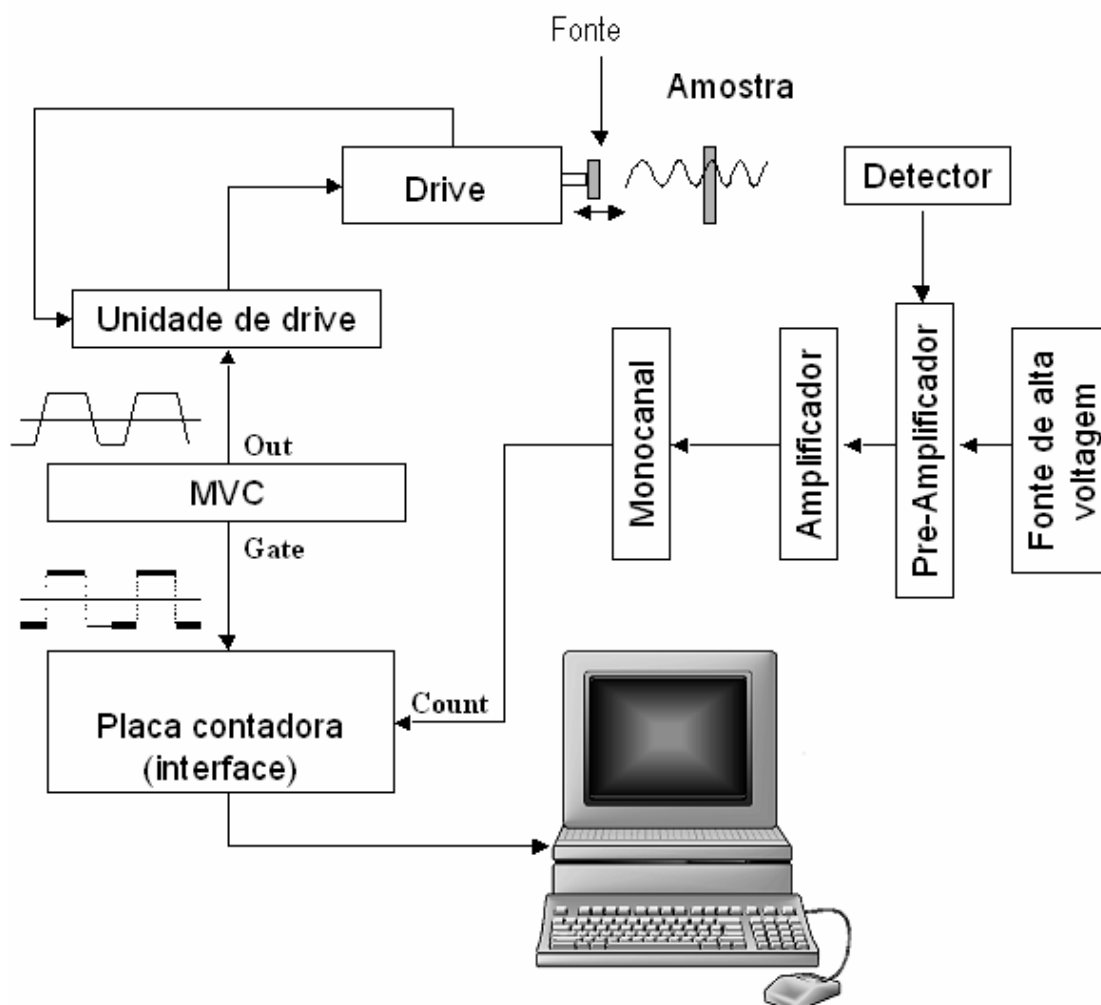 Fonte
Amostra
Drive
Detector
Unidade de drive
Out
MVC
Gate
Monocanal
Amplificador
Pre-Amplificador
Fonte de alta
voltagem
Count
Placa contadora
(interface)